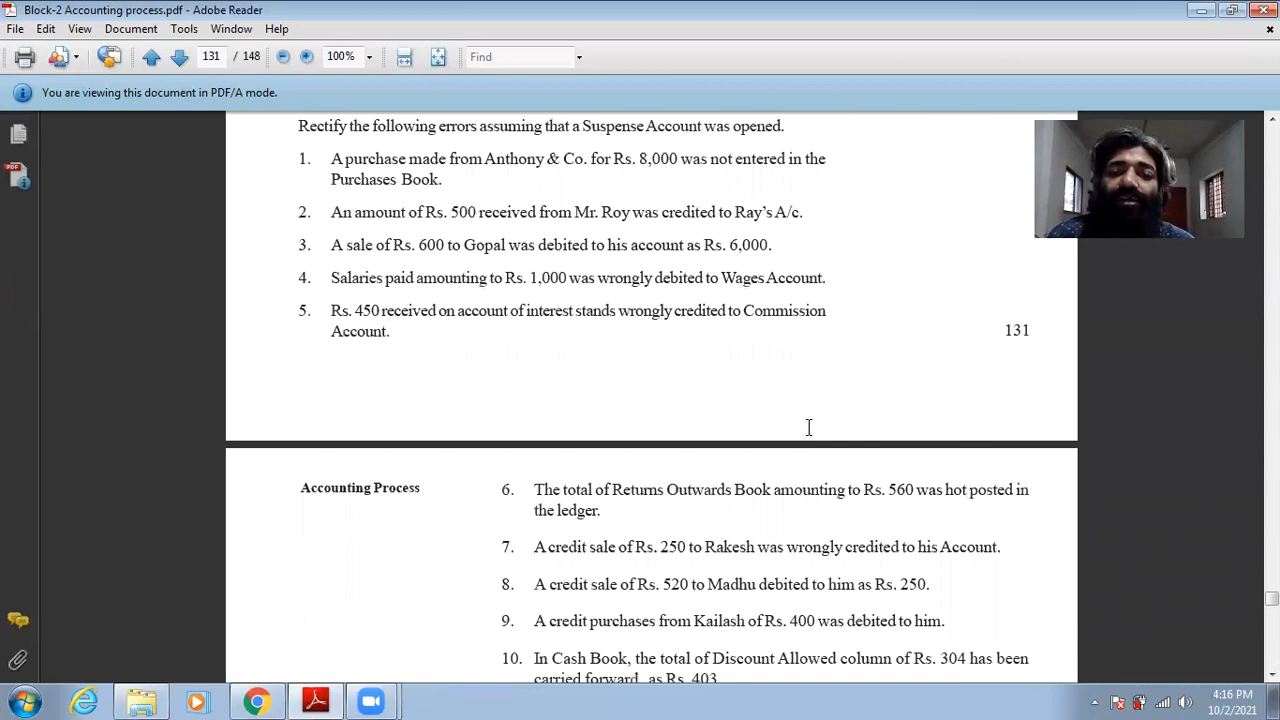 Block-2 Accounting process.pdf - Adobe Reader
File Edit View Document Tools Window Help
131 / 148 100% Find
You are viewing this document in PDF/A mode.
Rectify the following errors assuming that a Suspense Account was opened.
1. A purchase made from Anthony & Co. for Rs. 8,000 was not entered in the
Purchases Book.
2. An amount of Rs. 500 received from Mr. Roy was credited to Ray's A/c.
3. A sale of Rs. 600 to Gopal was debited to his account as Rs. 6,000.
4. Salaries paid amounting to Rs. 1,000 was wrongly debited to Wages Account.
5. Rs. 450 received on account of interest stands wrongly credited to Commission
Account.
131
Accounting Process
6. The total of Returns Outwards Book amounting to Rs. 560 was hot posted in
the ledger.
7. A credit sale of Rs. 250 to Rakesh was wrongly credited to his Account.
8. A credit sale of Rs. 520 to Madhu debited to him as Rs. 250.
9. A credit purchases from Kailash of Rs. 400 was debited to him.
10. In Cash Book, the total of Discount Allowed column of Rs. 304 has been
carried forward as Rs. 403
4:16 PM
10/2/2021